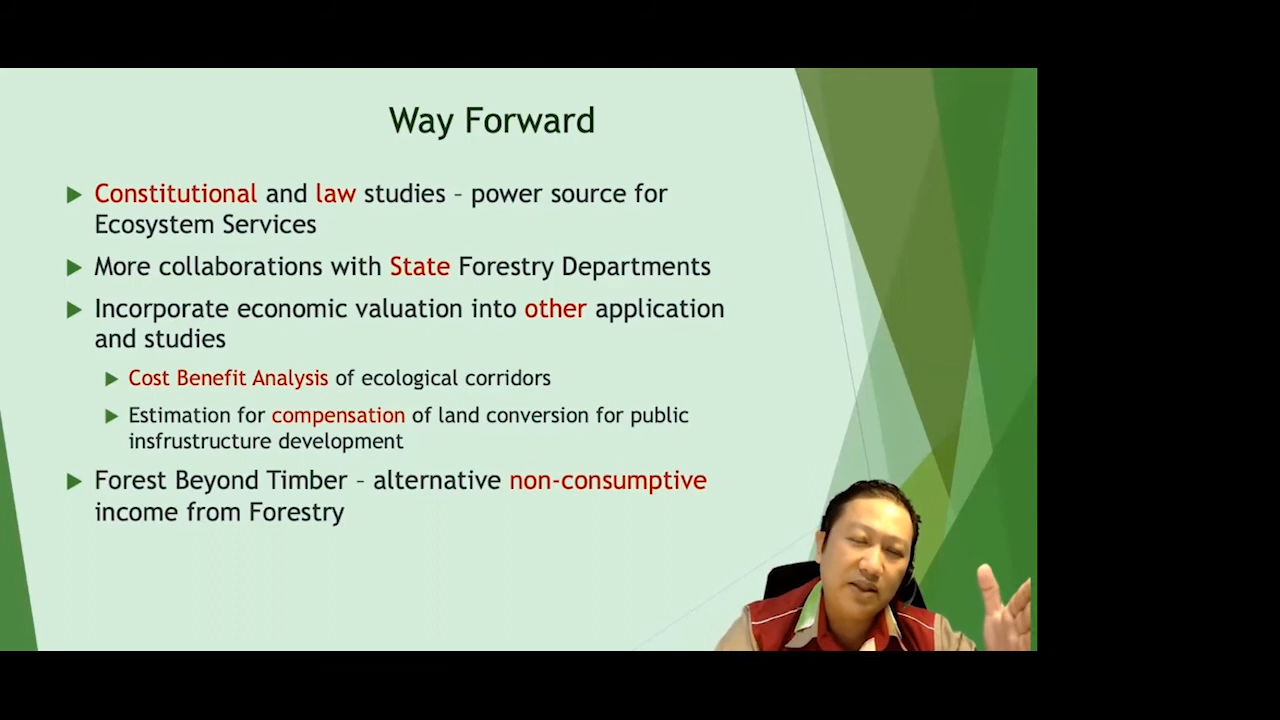 Way Forward
Constitutional and law studies – power source for
Ecosystem Services
More collaborations with State Forestry Departments
Incorporate economic valuation into other application
and studies
Cost Benefit Analysis of ecological corridors
Estimation for compensation of land conversion for public
insfrustructure development
Forest Beyond Timber – alternative non-consumptive
income from Forestry